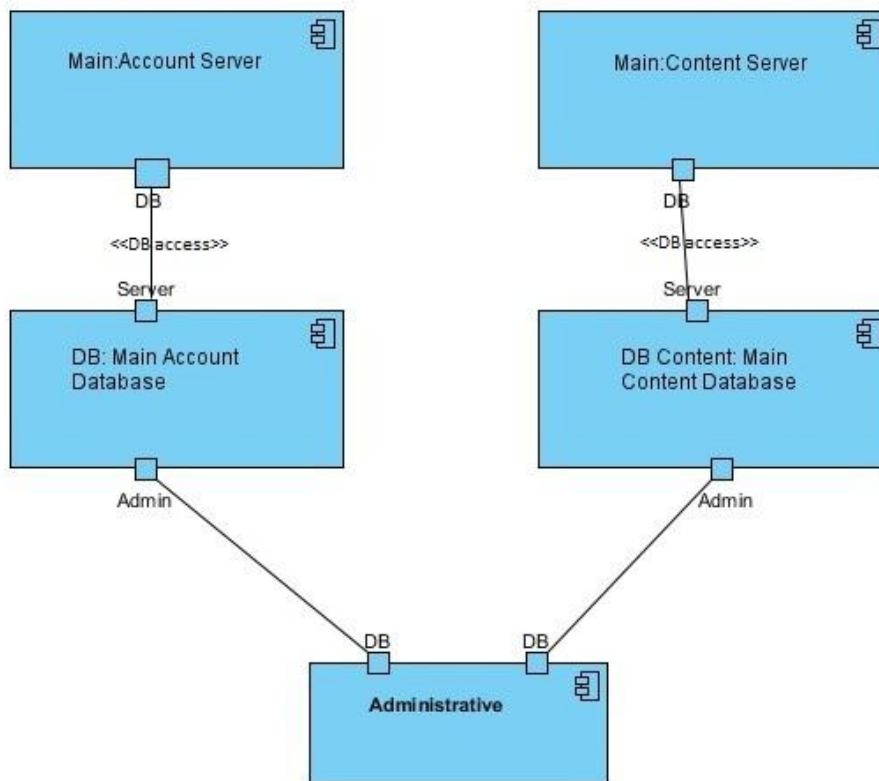 Main:Account Server
Main:Content Server
DB
DB
<<DB access>>
<<DB access>>
Server
Server
DB: Main Account
Database
DB Content: Main
Content Database
Admin
Admin
DB
DB
Administrative